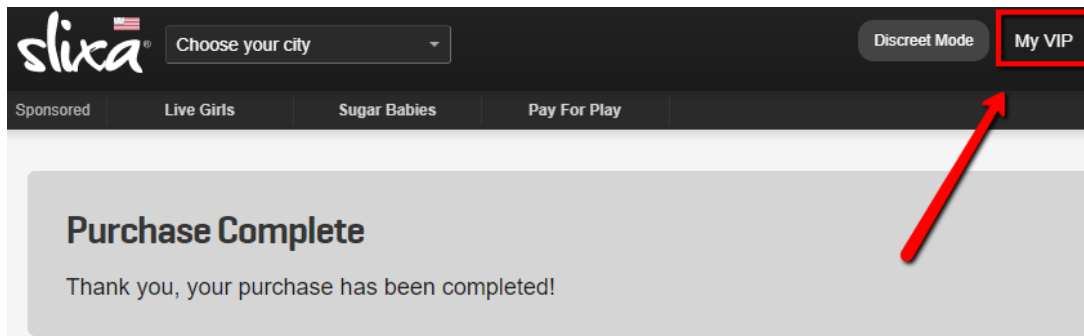 slixa®
Choose your city
Discreet Mode
My VIP
Sponsored
Live Girls
Sugar Babies
Pay For Play
Purchase Complete
Thank you, your purchase has been completed!